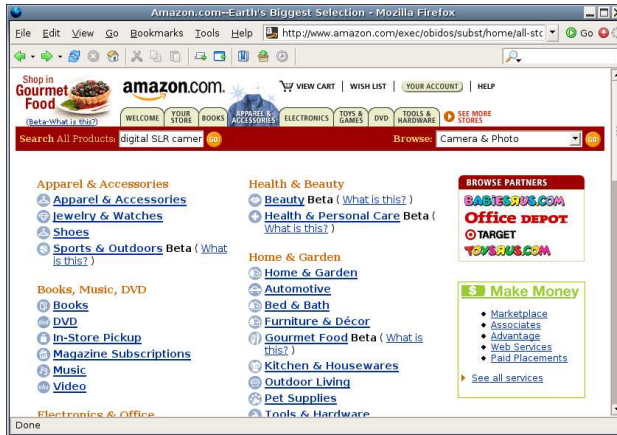 Amazon.com--Earth's Biggest Selection - Mozilla Firefox
File Edit View Go Bookmarks Tools Help http://www.amazon.com/exec/obidos/subst/home/all-stc Go
Shop in
Gourmet
Food
(Beta-What is this?)
amazon.com.
VIEW CART | WISH LIST | YOUR ACCOUNT | HELP
WELCOME YOUR STORE BOOKS APPAREL & ACCESSORIES ELECTRONICS TOYS & GAMES DVD TOOLS & HARDWARE SEE MORE STORES
Search All Products: digital SLR camer GO! Browse: Camera & Photo GO!
Apparel & Accessories
Apparel & Accessories
Jewelry & Watches
Shoes
Sports & Outdoors Beta ( What
is this? )
Books, Music, DVD
Books
DVD
In-Store Pickup
Magazine Subscriptions
Music
Video
Electronics & Office
Health & Beauty
Beauty Beta ( What is this? )
Health & Personal Care Beta (
What is this? )
Home & Garden
Home & Garden
Automotive
Bed & Bath
Furniture & Décor
Gourmet Food Beta ( What is
this? )
Kitchen & Housewares
Outdoor Living
Pet Supplies
Tools & Hardware
BROWSE PARTNERS
BABIESRUS.COM
Office DEPOT
TARGET
TOYSRUS.COM
$ Make Money
Marketplace
Associates
Advantage
Web Services
Paid Placements
See all services
Done